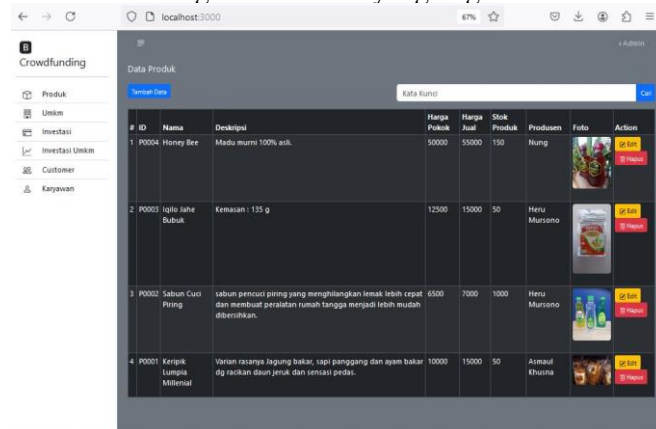 localhost:3000
67%
B
Crowdfunding
Produk
Umkm
Investasi
Investasi Umkm
Customer
Karyawan
Admin
Data Produk
Tambah Data
Kata Kunci
Cari
# ID Nama Deskripsi Harga Pokok Harga Jual Stok Produk Produsen Foto Action
1 P0004 Honey Bee Madu murni 100% asli. 50000 55000 150 Nung Edit
Hapus
2 P0003 Iqilo Jahe Kemasan : 135 g 12500 15000 50 Heru Edit
Bubuk Mursono Hapus
3 P0002 Sabun Cuci sabun pencuci piring yang menghilangkan lemak lebih cepat 6500 7000 1000 Heru Edit
Piring dan membuat peralatan rumah tangga menjadi lebih mudah Mursono Hapus
dibersihkan.
4 P0001 Keripik Varian rasanya Jagung bakar, sapi panggang dan ayam bakar 10000 15000 50 Asmaul Edit
Lumpia dg racikan daun jeruk dan sensasi pedas. Khusna Hapus
Millenial